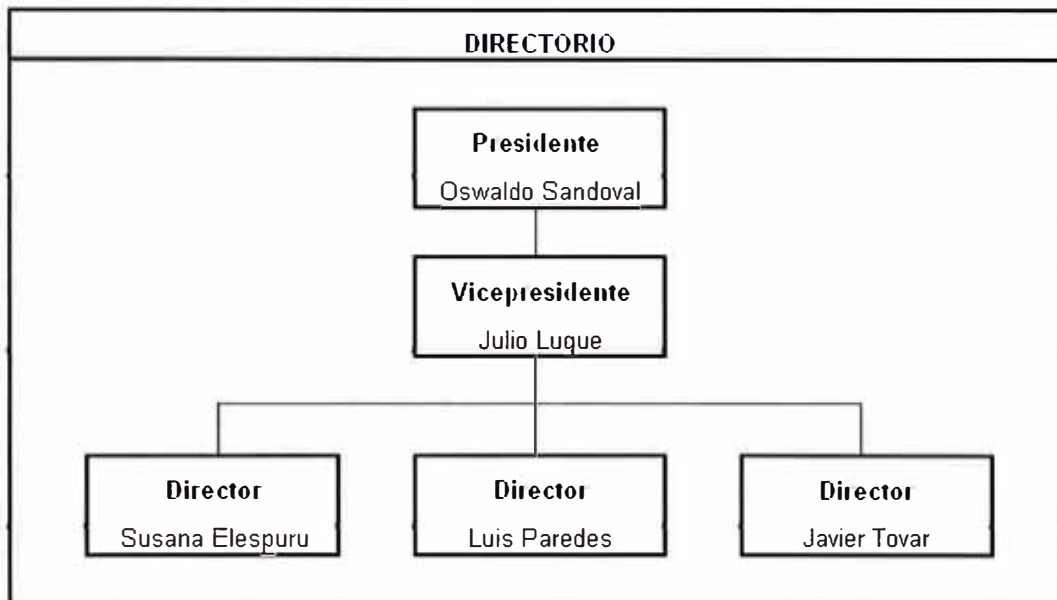 DIRECTORIO
Presidente
Oswaldo Sandoval
Vicepresidente
Julio Luque
Director
Susana Elespuru
Director
Luis Paredes
Director
Javier Tovar